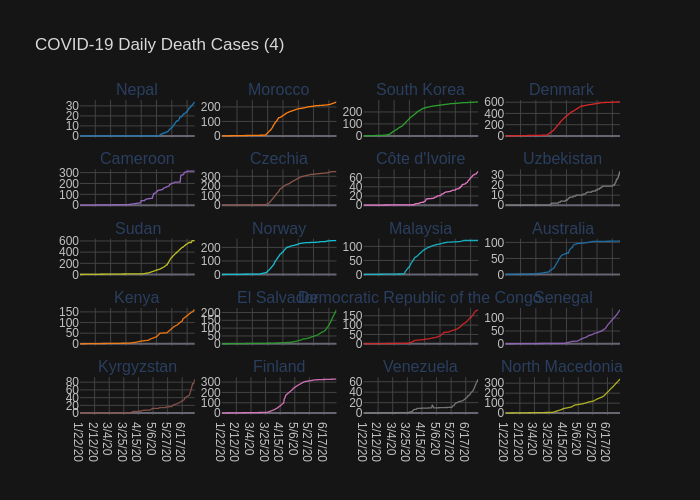 COVID-19 Daily Death Cases (4)
Nepal Morocco South Korea Denmark
30 20 10 0
200 100 0
200 100 0
600 400 200 0
Cameroon Czechia Côte d'Ivoire Uzbekistan
300 200 100 0
300 200 100 0
60 40 20 0
30 20 10 0
Sudan Norway Malaysia Australia
600 400 200 0
200 100 0
100 50 0
100 50 0
Kenya El Salvador Democratic Republic of the Congo Senegal
150 100 50 0
200 150 100 50 0
150 100 50 0
100 50 0
Kyrgyzstan Finland Venezuela North Macedonia
80 60 40 20 0
300 200 100 0
60 40 20 0
300 200 100 0
1/22/20 2/12/20 3/4/20 3/25/20 4/15/20 5/6/20 5/27/20 6/17/20
1/22/20 2/12/20 3/4/20 3/25/20 4/15/20 5/6/20 5/27/20 6/17/20
1/22/20 2/12/20 3/4/20 3/25/20 4/15/20 5/6/20 5/27/20 6/17/20
1/22/20 2/12/20 3/4/20 3/25/20 4/15/20 5/6/20 5/27/20 6/17/20